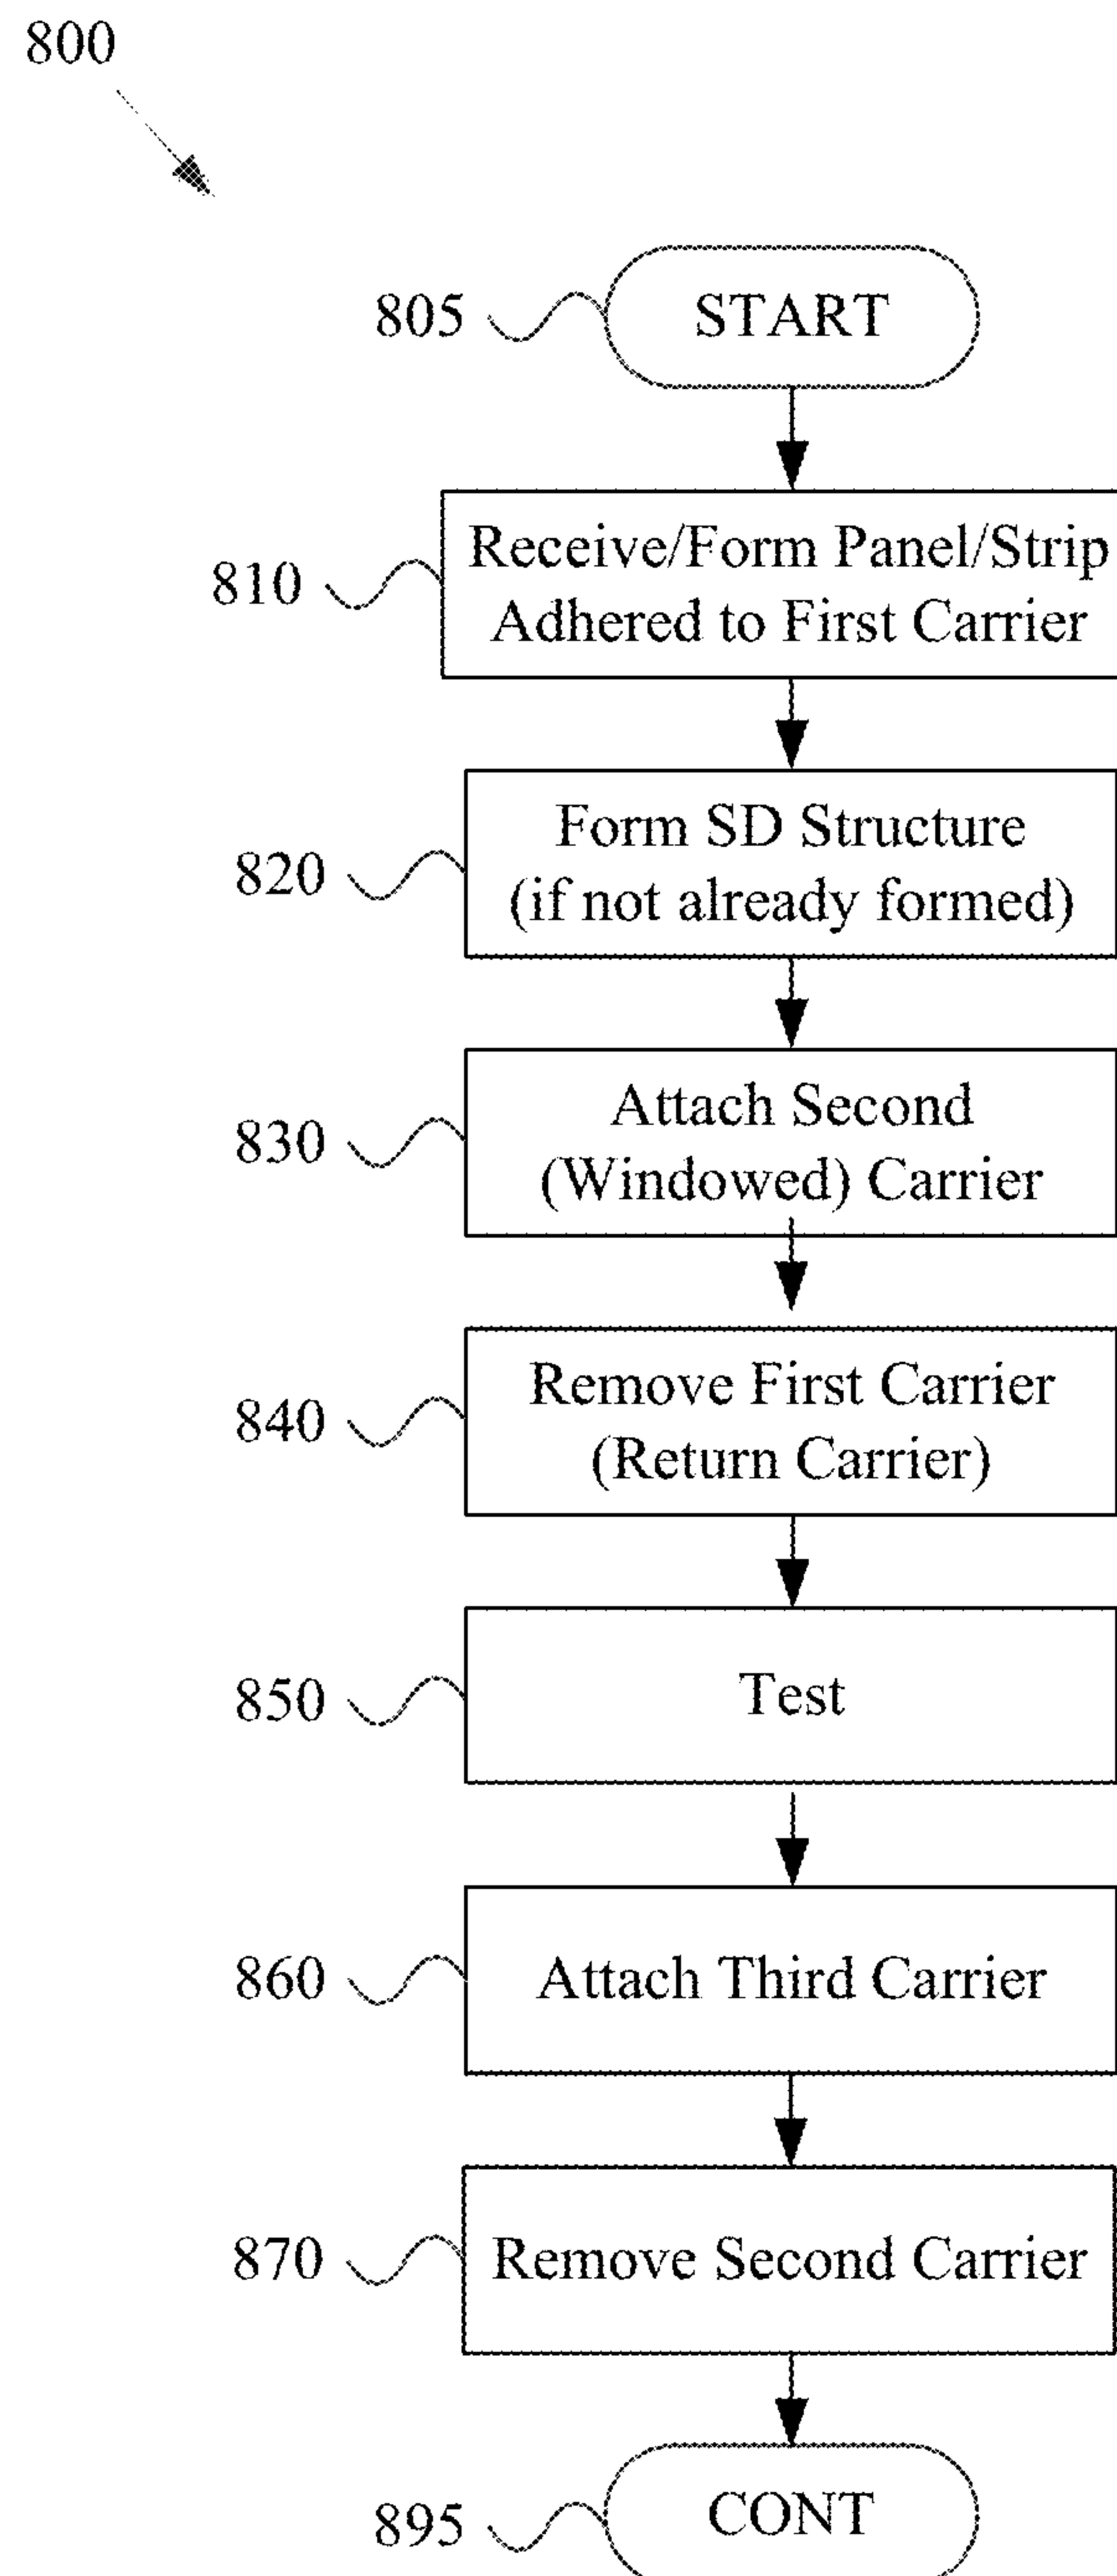 800
805
START
810
Receive/Form Panel/Strip
Adhered to First Carrier
820
Form SD Structure
(if not already formed)
830
Attach Second
(Windowed) Carrier
840
Remove First Carrier
(Return Carrier)
850
Test
860
Attach Third Carrier
870
Remove Second Carrier
895
CONT